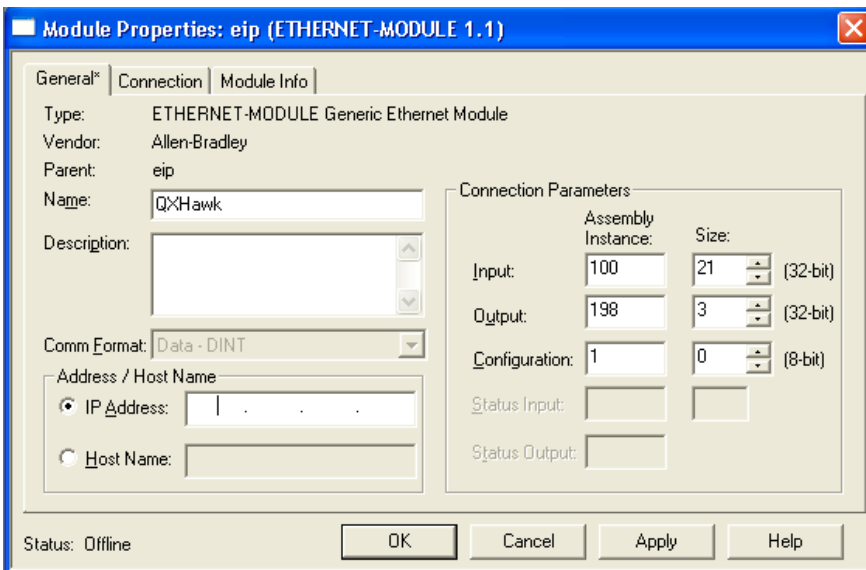 Module Properties: eip (ETHERNET-MODULE 1.1)
General* Connection Module Info
Type: ETHERNET-MODULE Generic Ethernet Module
Vendor: Allen-Bradley
Parent: eip
Name: QXHawk
Description:
Comm Format: Data - DINT
Address / Host Name
IP Address: . . .
Host Name:
Connection Parameters
Assembly Instance: Size:
Input: 100 21 (32-bit)
Output: 198 3 (32-bit)
Configuration: 1 0 (8-bit)
Status Input:
Status Output:
Status: Offline OK Cancel Apply Help